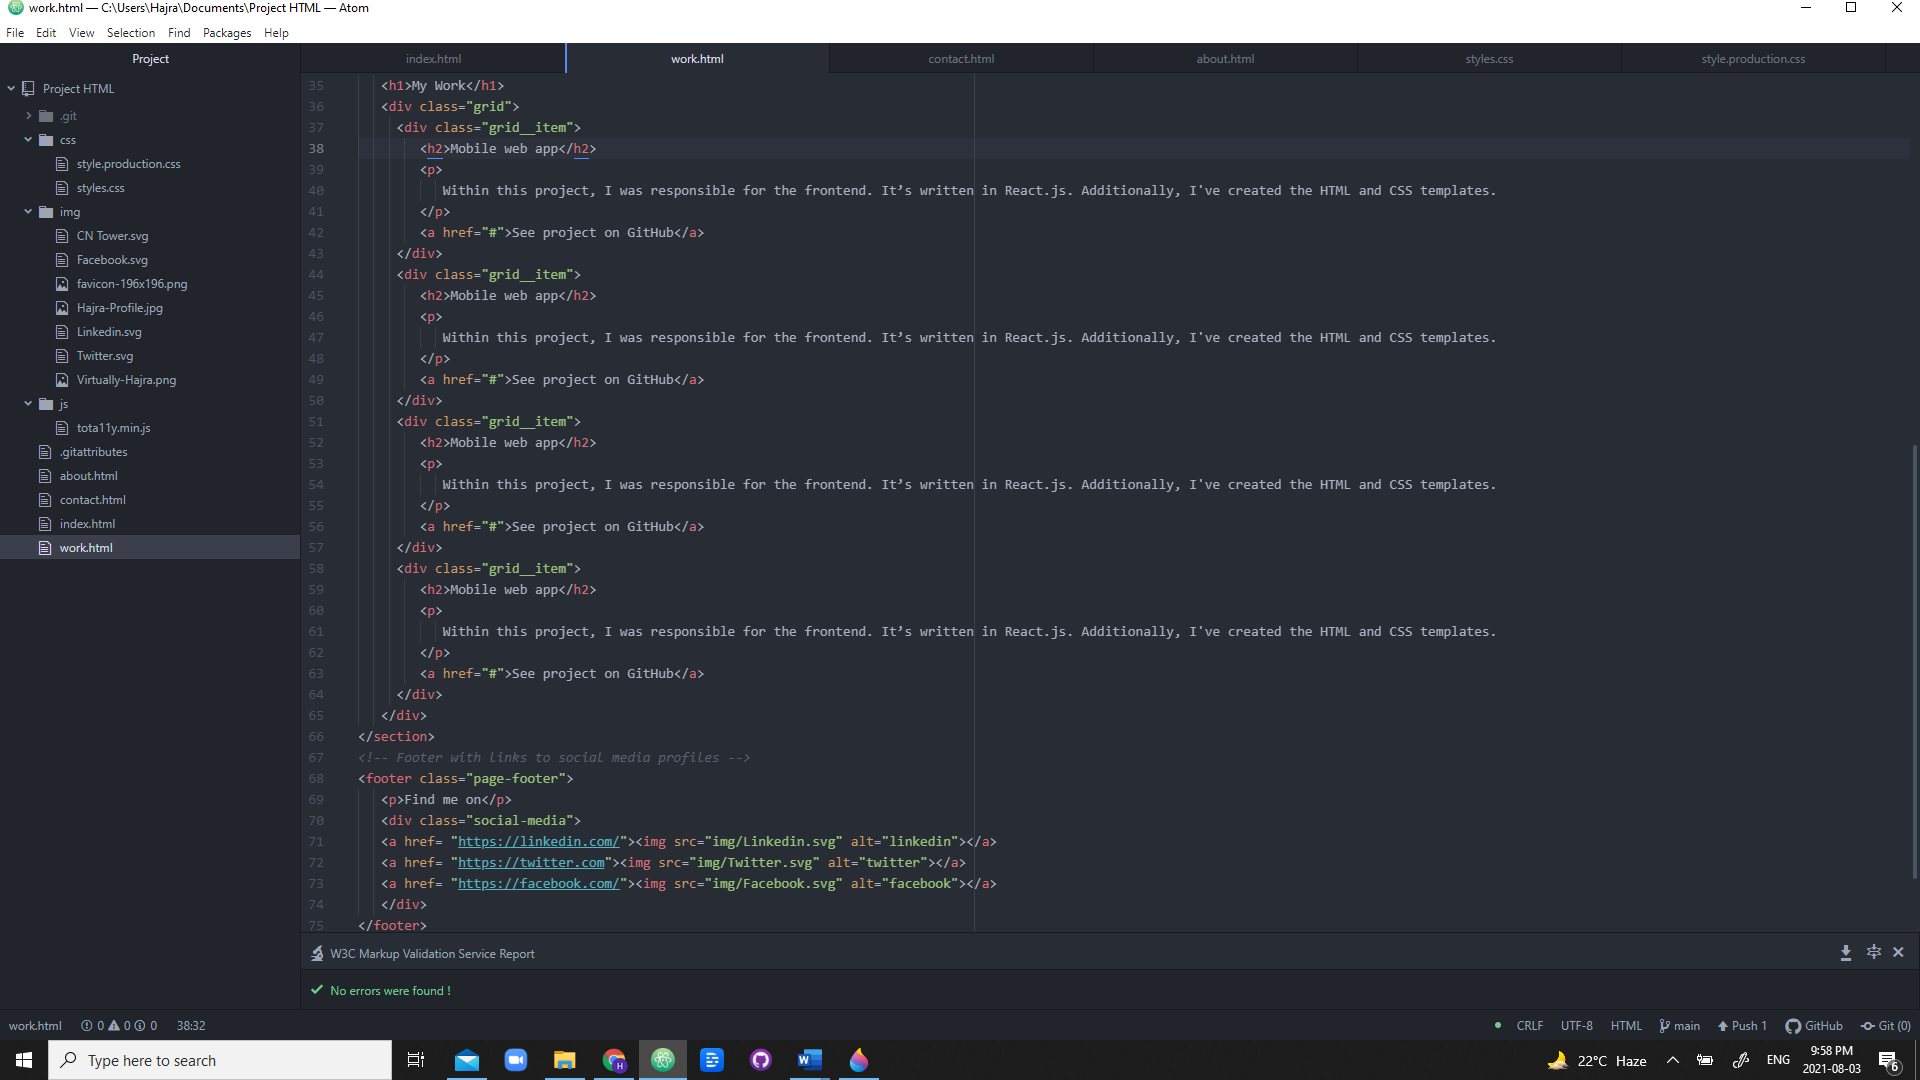 work.html — C:\Users\Hajra\Documents\Project HTML — Atom
File Edit View Selection Find Packages Help
Project
Project HTML
.git
css
style.production.css
styles.css
img
CN Tower.svg
Facebook.svg
favicon-196x196.png
Hajra-Profile.jpg
Linkedin.svg
Twitter.svg
Virtually-Hajra.png
js
tota11y.min.js
.gitattributes
about.html
contact.html
index.html
work.html
index.html work.html contact.html about.html styles.css style.production.css
35 <h1>My Work</h1>
36 <div class="grid">
37 <div class="grid__item">
38 <h2>Mobile web app</h2>
39 <p>
40 Within this project, I was responsible for the frontend. It’s written in React.js. Additionally, I've created the HTML and CSS templates.
41 </p>
42 <a href="#">See project on GitHub</a>
43 </div>
44 <div class="grid__item">
45 <h2>Mobile web app</h2>
46 <p>
47 Within this project, I was responsible for the frontend. It’s written in React.js. Additionally, I've created the HTML and CSS templates.
48 </p>
49 <a href="#">See project on GitHub</a>
50 </div>
51 <div class="grid__item">
52 <h2>Mobile web app</h2>
53 <p>
54 Within this project, I was responsible for the frontend. It’s written in React.js. Additionally, I've created the HTML and CSS templates.
55 </p>
56 <a href="#">See project on GitHub</a>
57 </div>
58 <div class="grid__item">
59 <h2>Mobile web app</h2>
60 <p>
61 Within this project, I was responsible for the frontend. It’s written in React.js. Additionally, I've created the HTML and CSS templates.
62 </p>
63 <a href="#">See project on GitHub</a>
64 </div>
65 </div>
66 </section>
67 <!-- Footer with links to social media profiles -->
68 <footer class="page-footer">
69 <p>Find me on</p>
70 <div class="social-media">
71 <a href= "https://linkedin.com/"><img src="img/Linkedin.svg" alt="linkedin"></a>
72 <a href= "https://twitter.com"><img src="img/Twitter.svg" alt="twitter"></a>
73 <a href= "https://facebook.com/"><img src="img/Facebook.svg" alt="facebook"></a>
74 </div>
75 </footer>
W3C Markup Validation Service Report
No errors were found !
work.html 0 0 0 38:32 CRLF UTF-8 HTML main Push 1 GitHub Git (0)
Type here to search
22°C Haze ENG 9:58 PM
2021-08-03
6